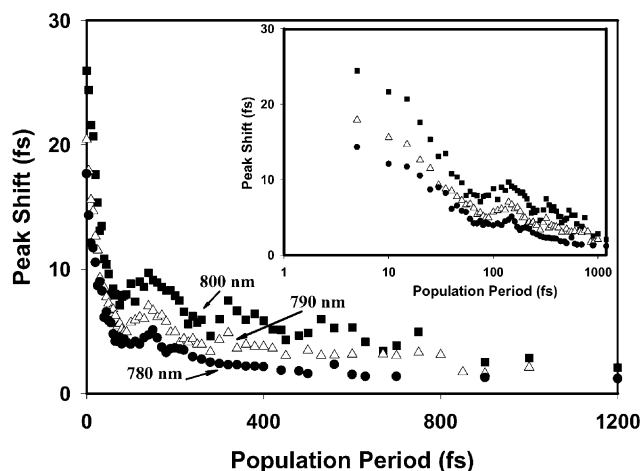 30
20
10
0
Peak Shift (fs)
0
400
800
1200
Population Period (fs)
800 nm
790 nm
780 nm
30
20
10
0
Peak Shift (fs)
1
10
100
1000
Population Period (fs)